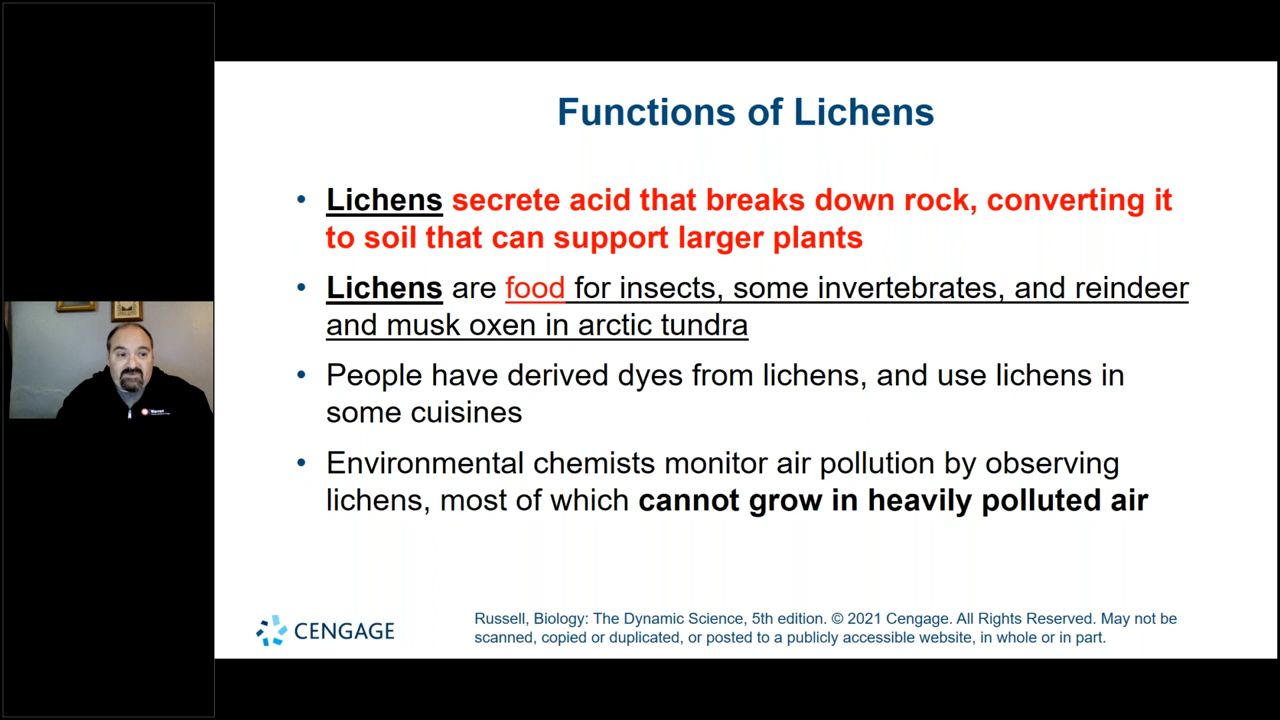 Functions of Lichens
• Lichens secrete acid that breaks down rock, converting it
to soil that can support larger plants
• Lichens are food for insects, some invertebrates, and reindeer
and musk oxen in arctic tundra
• People have derived dyes from lichens, and use lichens in
some cuisines
• Environmental chemists monitor air pollution by observing
lichens, most of which cannot grow in heavily polluted air
CENGAGE
Russell, Biology: The Dynamic Science, 5th edition. © 2021 Cengage. All Rights Reserved. May not be
scanned, copied or duplicated, or posted to a publicly accessible website, in whole or in part.